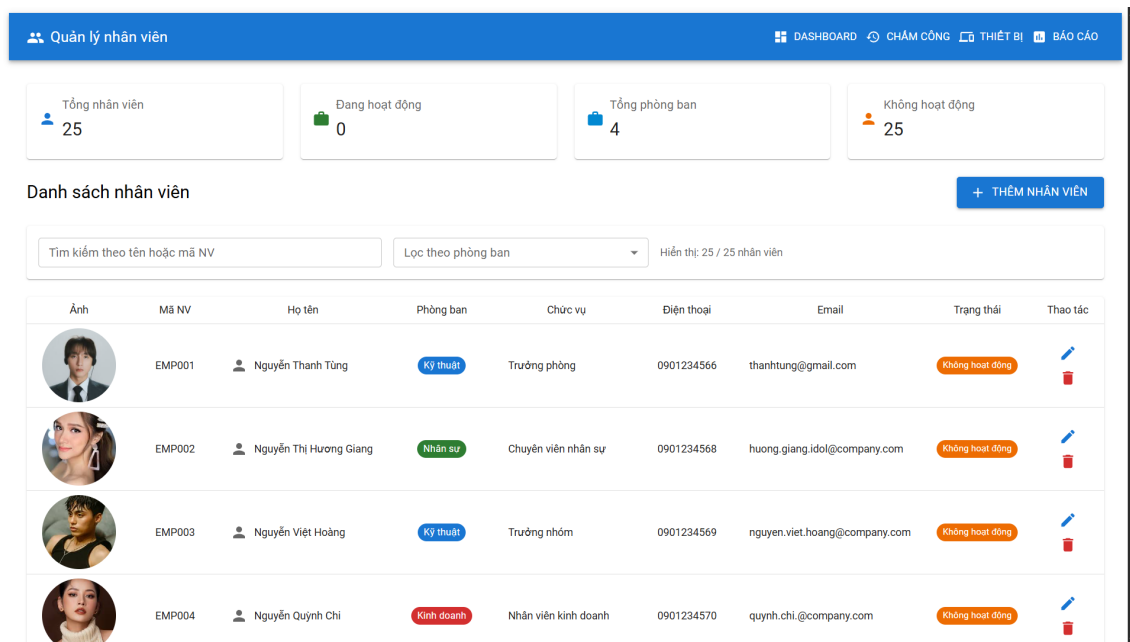 Quản lý nhân viên DASHBOARD CHẤM CÔNG THIẾT BỊ BÁO CÁO
Tổng nhân viên Đang hoạt động Tổng phòng ban Không hoạt động
25 0 4 25
Danh sách nhân viên + THÊM NHÂN VIÊN
Tìm kiếm theo tên hoặc mã NV Lọc theo phòng ban Hiển thị: 25 / 25 nhân viên
Ảnh Mã NV Họ tên Phòng ban Chức vụ Điện thoại Email Trạng thái Thao tác
EMP001 Nguyễn Thanh Tùng Kỹ thuật Trưởng phòng 0901234566 thanhtung@gmail.com Không hoạt động
EMP002 Nguyễn Thị Hương Giang Nhân sự Chuyên viên nhân sự 0901234568 huong.giang.idol@company.com Không hoạt động
EMP003 Nguyễn Việt Hoàng Kỹ thuật Trưởng nhóm 0901234569 nguyen.viet.hoang@company.com Không hoạt động
EMP004 Nguyễn Quỳnh Chi Kinh doanh Nhân viên kinh doanh 0901234570 quynh.chi.@company.com Không hoạt động